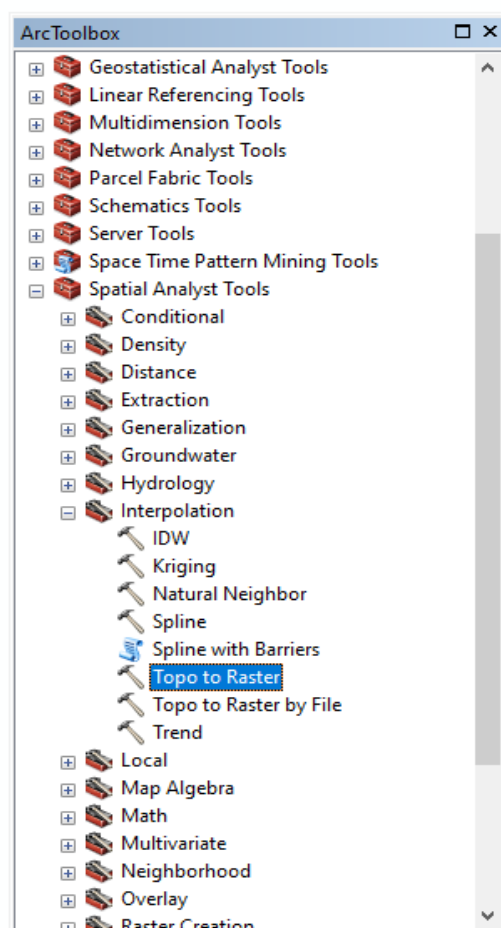 ArcToolbox
Geostatistical Analyst Tools
Linear Referencing Tools
Multidimension Tools
Network Analyst Tools
Parcel Fabric Tools
Schematics Tools
Server Tools
Space Time Pattern Mining Tools
Spatial Analyst Tools
Conditional
Density
Distance
Extraction
Generalization
Groundwater
Hydrology
Interpolation
IDW
Kriging
Natural Neighbor
Spline
Spline with Barriers
Topo to Raster
Topo to Raster by File
Trend
Local
Map Algebra
Math
Multivariate
Neighborhood
Overlay
Raster Creation